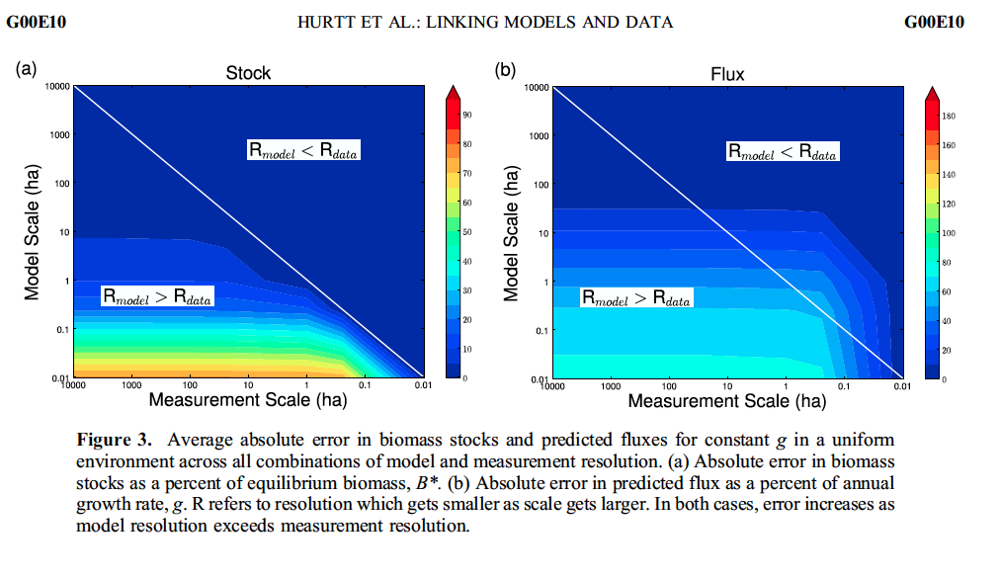 G00E10 HURTT ET AL.: LINKING MODELS AND DATA G00E10
(a) Stock
10000
1000
100
10
1
0.1
0.01
Model Scale (ha)
R_model < R_data
R_model > R_data
10000 1000 100 10 1 0.1 0.01
Measurement Scale (ha)
90
80
70
60
50
40
30
20
10
0
(b) Flux
10000
1000
100
10
1
0.1
0.01
Model Scale (ha)
R_model < R_data
R_model > R_data
10000 1000 100 10 1 0.1 0.01
Measurement Scale (ha)
180
160
140
120
100
80
60
40
20
0
Figure 3. Average absolute error in biomass stocks and predicted fluxes for constant g in a uniform
environment across all combinations of model and measurement resolution. (a) Absolute error in biomass
stocks as a percent of equilibrium biomass, B*. (b) Absolute error in predicted flux as a percent of annual
growth rate, g. R refers to resolution which gets smaller as scale gets larger. In both cases, error increases as
model resolution exceeds measurement resolution.